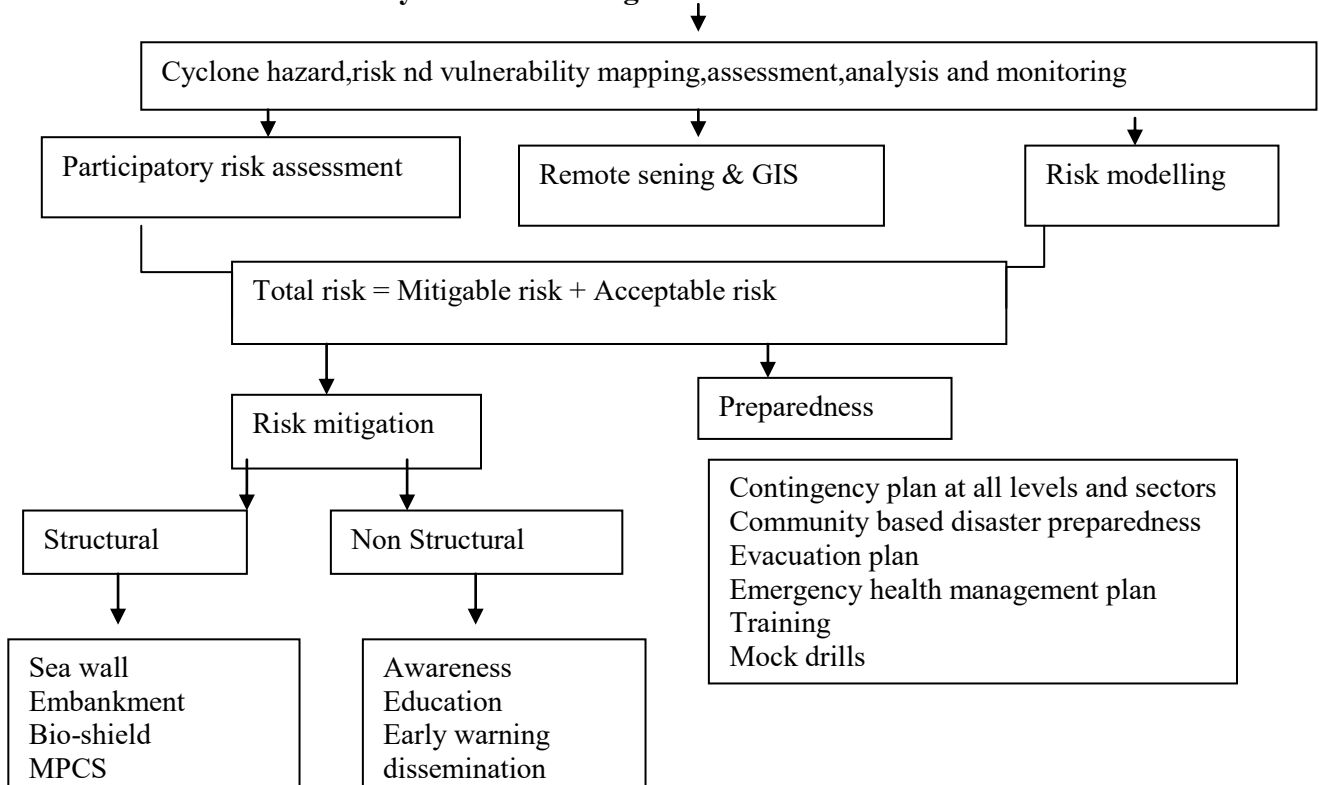 Cyclone hazard,risk nd vulnerability mapping,assessment,analysis and monitoring
Participatory risk assessment
Remote sening & GIS
Risk modelling
Total risk = Mitigable risk + Acceptable risk
Risk mitigation
Preparedness
Structural
Non Structural
Contingency plan at all levels and sectors
Community based disaster preparedness
Evacuation plan
Emergency health management plan
Training
Mock drills
Sea wall
Embankment
Bio-shield
MPCS
Awareness
Education
Early warning
dissemination